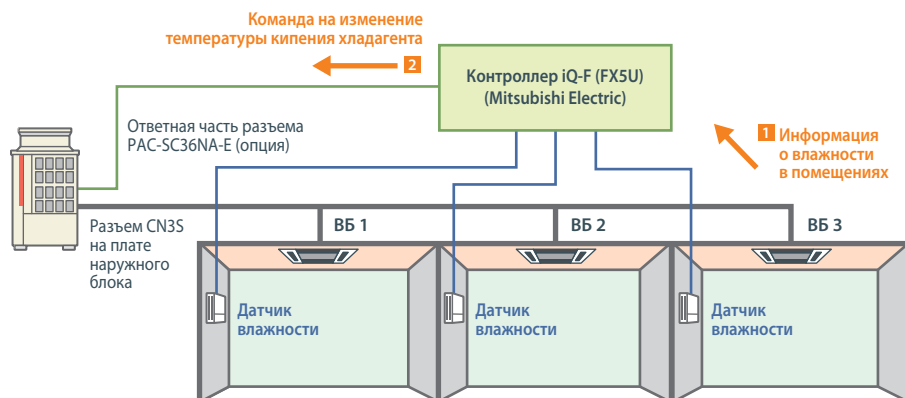 Команда на изменение
температуры кипения хладагента
2
Контроллер iQ-F (FX5U)
(Mitsubishi Electric)
Ответная часть разъема
PAC-SC36NA-E (опция)
1 Информация
о влажности
в помещениях
Разъем CN3S
на плате
наружного
блока
ВБ 1
ВБ 2
ВБ 3
Датчик
влажности
Датчик
влажности
Датчик
влажности